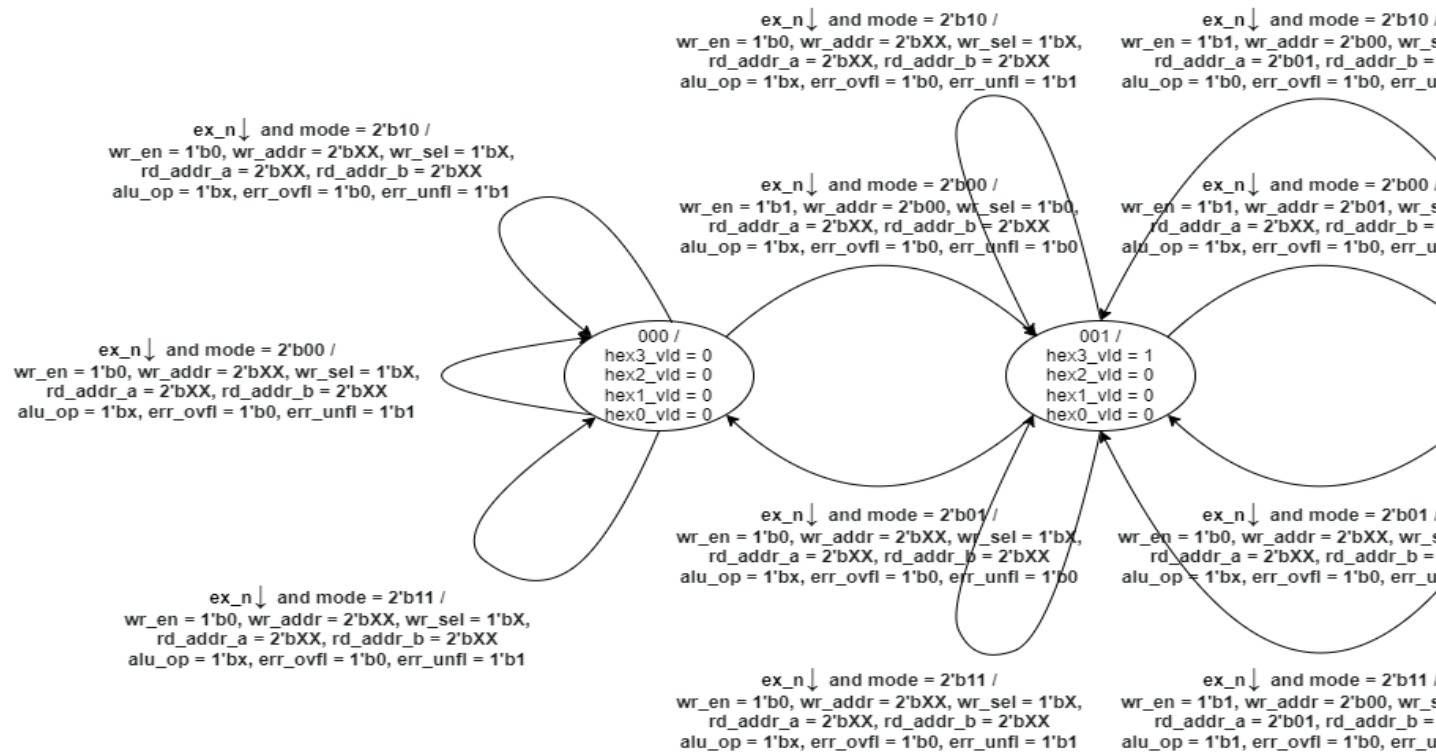 ex_n↓ and mode = 2'b10 /
wr_en = 1'b0, wr_addr = 2'bXX, wr_sel = 1'bX,
rd_addr_a = 2'bXX, rd_addr_b = 2'bXX
alu_op = 1'bx, err_ovfl = 1'b0, err_unfl = 1'b1
ex_n↓ and mode = 2'b10 /
wr_en = 1'b1, wr_addr = 2'b00,
rd_addr_a = 2'b01, rd_addr_b =
alu_op = 1'b0, err_ovfl = 1'b0,
ex_n↓ and mode = 2'b10 /
wr_en = 1'b0, wr_addr = 2'bXX, wr_sel = 1'bX,
rd_addr_a = 2'bXX, rd_addr_b = 2'bXX
alu_op = 1'bx, err_ovfl = 1'b0, err_unfl = 1'b1
ex_n↓ and mode = 2'b00 /
wr_en = 1'b1, wr_addr = 2'b00, wr_sel = 1'b0,
rd_addr_a = 2'bXX, rd_addr_b = 2'bXX
alu_op = 1'bx, err_ovfl = 1'b0, err_unfl = 1'b0
ex_n↓ and mode = 2'b00 /
wr_en = 1'b1, wr_addr = 2'b01,
rd_addr_a = 2'bXX, rd_addr_b =
alu_op = 1'bx, err_ovfl = 1'b0,
ex_n↓ and mode = 2'b00 /
wr_en = 1'b0, wr_addr = 2'bXX, wr_sel = 1'bX,
rd_addr_a = 2'bXX, rd_addr_b = 2'bXX
alu_op = 1'bx, err_ovfl = 1'b0, err_unfl = 1'b1
000 /
hex3_vld = 0
hex2_vld = 0
hex1_vld = 0
hex0_vld = 0
001 /
hex3_vld = 1
hex2_vld = 0
hex1_vld = 0
hex0_vld = 0
ex_n↓ and mode = 2'b01 /
wr_en = 1'b0, wr_addr = 2'bXX, wr_sel = 1'bX,
rd_addr_a = 2'bXX, rd_addr_b = 2'bXX
alu_op = 1'bx, err_ovfl = 1'b0, err_unfl = 1'b0
ex_n↓ and mode = 2'b01 /
wr_en = 1'b0, wr_addr = 2'bXX,
rd_addr_a = 2'bXX, rd_addr_b =
alu_op = 1'bx, err_ovfl = 1'b0,
ex_n↓ and mode = 2'b11 /
wr_en = 1'b0, wr_addr = 2'bXX, wr_sel = 1'bX,
rd_addr_a = 2'bXX, rd_addr_b = 2'bXX
alu_op = 1'bx, err_ovfl = 1'b0, err_unfl = 1'b1
ex_n↓ and mode = 2'b11 /
wr_en = 1'b0, wr_addr = 2'bXX, wr_sel = 1'bX,
rd_addr_a = 2'bXX, rd_addr_b = 2'bXX
alu_op = 1'bx, err_ovfl = 1'b0, err_unfl = 1'b1
ex_n↓ and mode = 2'b11 /
wr_en = 1'b1, wr_addr = 2'b00,
rd_addr_a = 2'b01, rd_addr_b =
alu_op = 1'b1, err_ovfl = 1'b0,